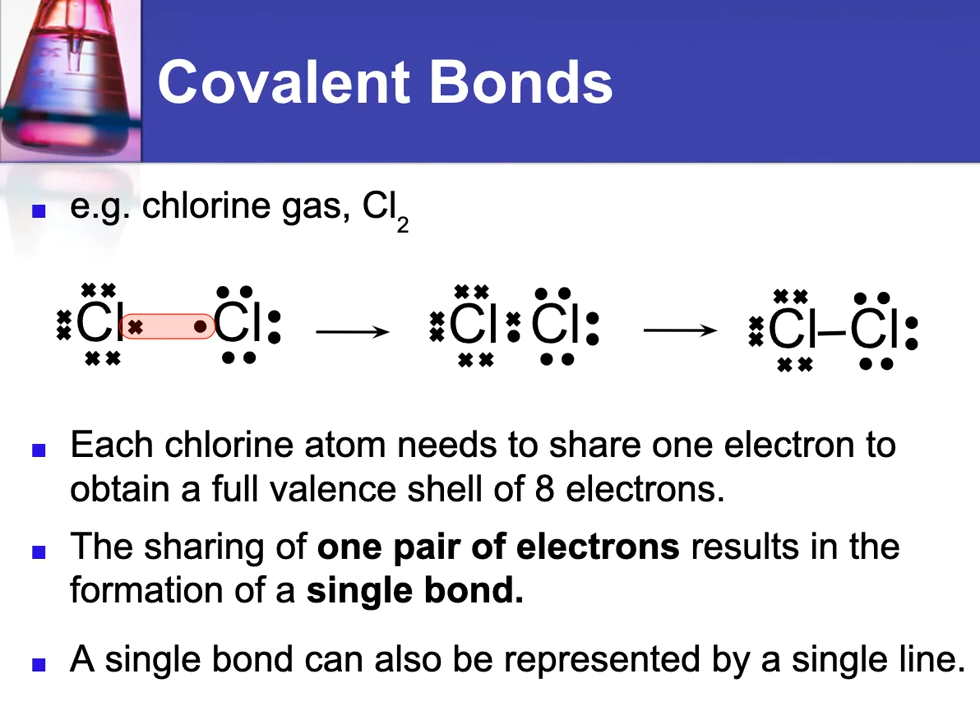 Covalent Bonds
e.g. chlorine gas, Cl₂
Cl Cl: → Cl Cl: → Cl–Cl:
Each chlorine atom needs to share one electron to
obtain a full valence shell of 8 electrons.
The sharing of one pair of electrons results in the
formation of a single bond.
A single bond can also be represented by a single line.